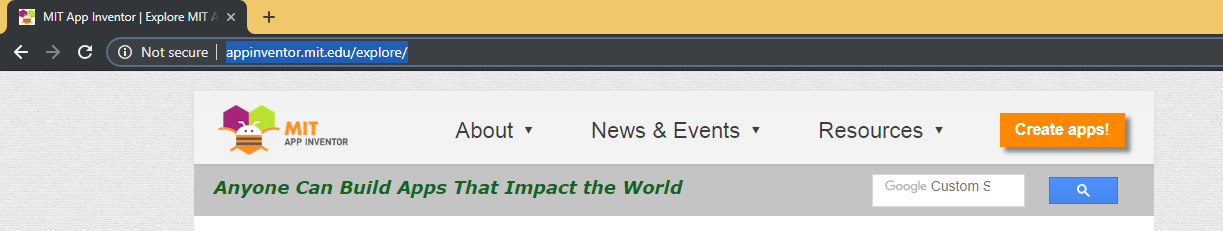 MIT App Inventor | Explore MIT A
Not secure
appinventor.mit.edu/explore/
MIT
APP INVENTOR
About
News & Events
Resources
Create apps!
Anyone Can Build Apps That Impact the World
Google Custom S